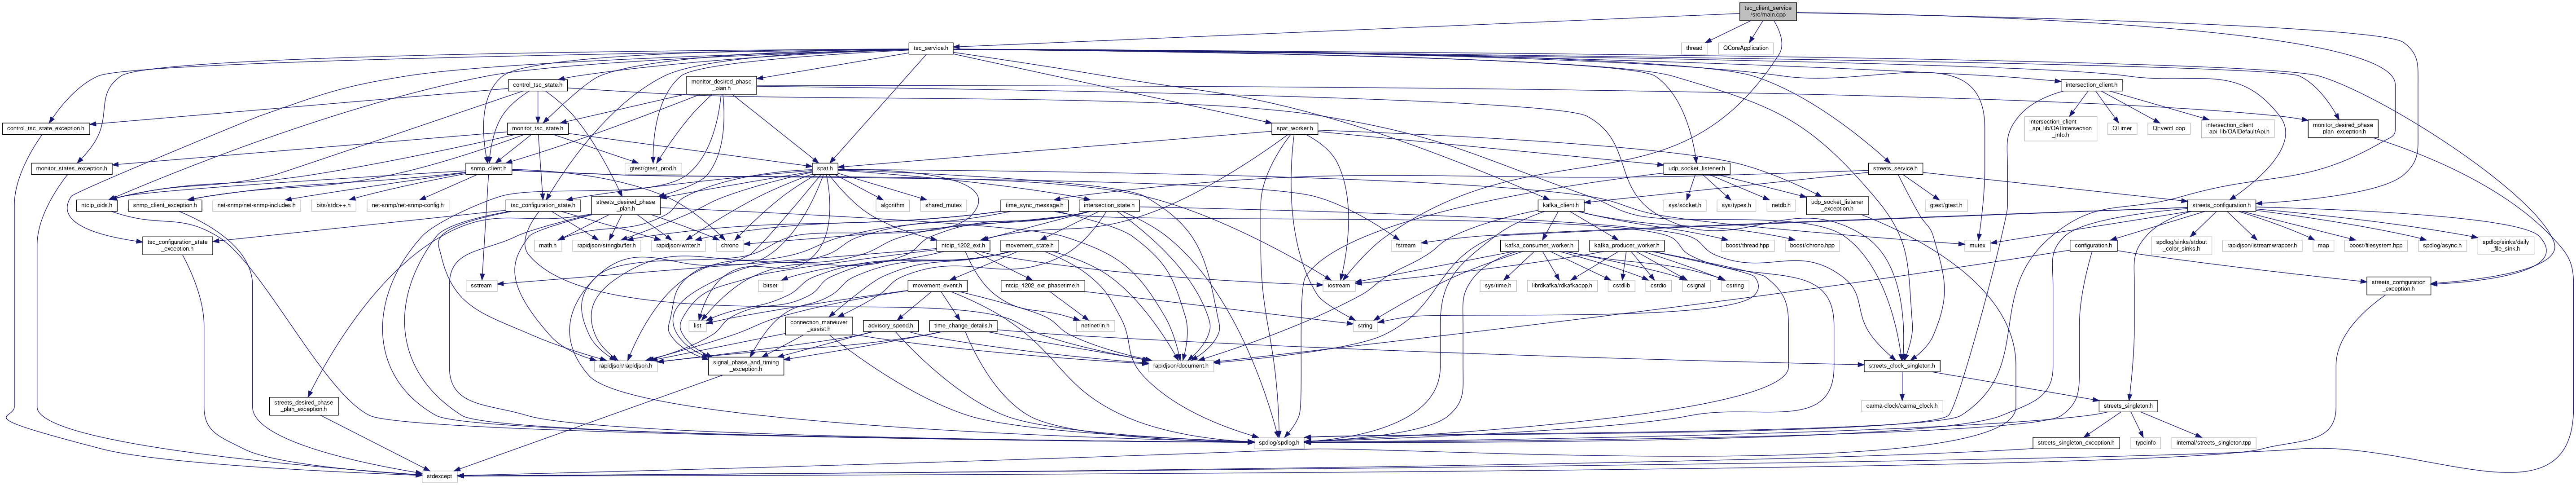 tsc_client_service
/src/main.cpp
tsc_service.h
thread
QCoreApplication
control_tsc_state.h
monitor_desired_phase
_plan.h
intersection_client.h
control_tsc_state_exception.h
monitor_tsc_state.h
spat_worker.h
intersection_client
_api_lib/OAIIntersection
_info.h
QTimer
QEventLoop
intersection_client
_api_lib/OAIDefaultApi.h
monitor_desired_phase
_plan_exception.h
monitor_states_exception.h
snmp_client.h
gtest/gtest_prod.h
spat.h
udp_socket_listener.h
streets_service.h
ntcip_oids.h
snmp_client_exception.h
net-snmp/net-snmp-includes.h
bits/stdc++.h
net-snmp/net-snmp-config.h
tsc_configuration_state.h
streets_desired_phase
_plan.h
algorithm
shared_mutex
time_sync_message.h
intersection_state.h
kafka_client.h
sys/socket.h
sys/types.h
netdb.h
udp_socket_listener
_exception.h
gtest/gtest.h
streets_configuration.h
tsc_configuration_state
_exception.h
math.h
rapidjson/stringbuffer.h
rapidjson/writer.h
chrono
ntcip_1202_ext.h
movement_state.h
fstream
kafka_consumer_worker.h
kafka_producer_worker.h
boost/thread.hpp
boost/chrono.hpp
mutex
configuration.h
spdlog/sinks/stdout
_color_sinks.h
rapidjson/istreamwrapper.h
map
boost/filesystem.hpp
spdlog/async.h
spdlog/sinks/daily
_file_sink.h
sstream
bitset
movement_event.h
ntcip_1202_ext_phasetime.h
iostream
sys/time.h
librdkafka/rdkafkacpp.h
cstdlib
cstdio
csignal
cstring
streets_configuration
_exception.h
list
connection_maneuver
_assist.h
advisory_speed.h
time_change_details.h
netinet/in.h
string
rapidjson/rapidjson.h
signal_phase_and_timing
_exception.h
rapidjson/document.h
streets_clock_singleton.h
streets_desired_phase
_plan_exception.h
carma-clock/carma_clock.h
streets_singleton.h
spdlog/spdlog.h
streets_singleton_exception.h
typeinfo
internal/streets_singleton.tpp
stdexcept